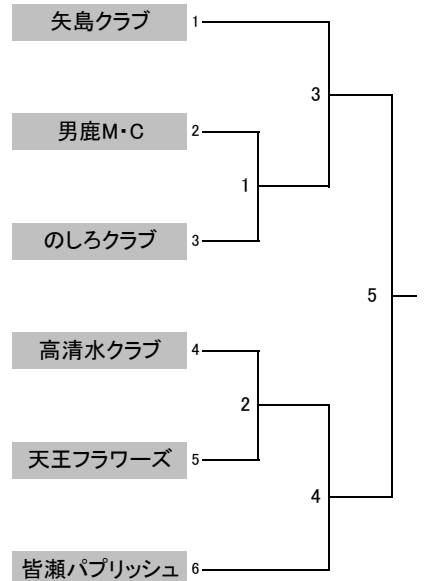 矢島クラブ 1
3
男鹿M・C 2
1
のしろクラブ 3
5
高清水クラブ 4
2
天王フラワーズ 5
4
皆瀬パプリッシュ 6